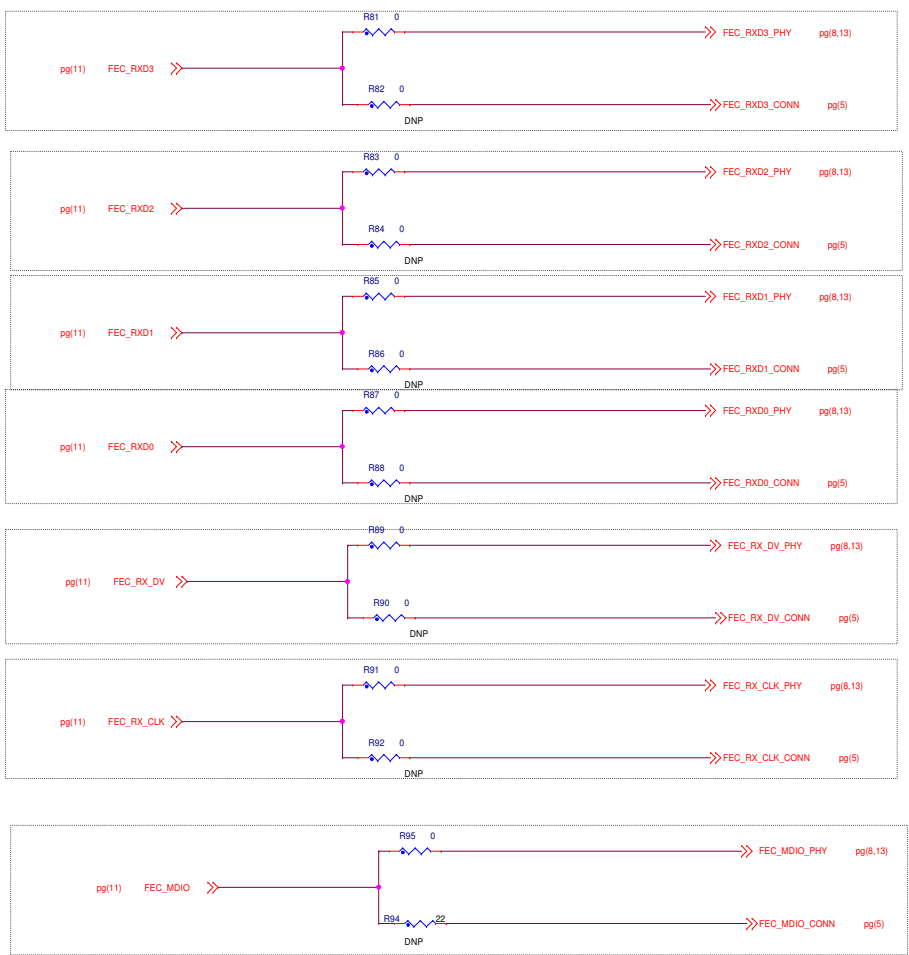 R81 0
FEC_RXD3_PHY pg(8,13)
pg(11) FEC_RXD3
R82 0
FEC_RXD3_CONN pg(5)
DNP
R83 0
FEC_RXD2_PHY pg(8,13)
pg(11) FEC_RXD2
R84 0
FEC_RXD2_CONN pg(5)
DNP
R85 0
FEC_RXD1_PHY pg(8,13)
pg(11) FEC_RXD1
R86 0
FEC_RXD1_CONN pg(5)
DNP
R87 0
FEC_RXD0_PHY pg(8,13)
pg(11) FEC_RXD0
R88 0
FEC_RXD0_CONN pg(5)
DNP
R89 0
FEC_RX_DV_PHY pg(8,13)
pg(11) FEC_RX_DV
R90 0
FEC_RX_DV_CONN pg(5)
DNP
R91 0
FEC_RX_CLK_PHY pg(8,13)
pg(11) FEC_RX_CLK
R92 0
FEC_RX_CLK_CONN pg(5)
DNP
R95 0
FEC_MDIO_PHY pg(8,13)
pg(11) FEC_MDIO
R94 22
FEC_MDIO_CONN pg(5)
DNP